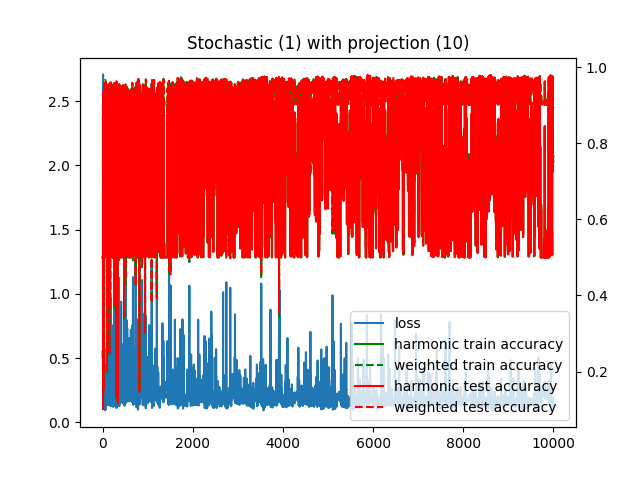 Stochastic (1) with projection (10)
2.5
2.0
1.5
1.0
0.5
0.0
1.0
0.8
0.6
0.4
0.2
loss
harmonic train accuracy
weighted train accuracy
harmonic test accuracy
weighted test accuracy
0 2000 4000 6000 8000 10000